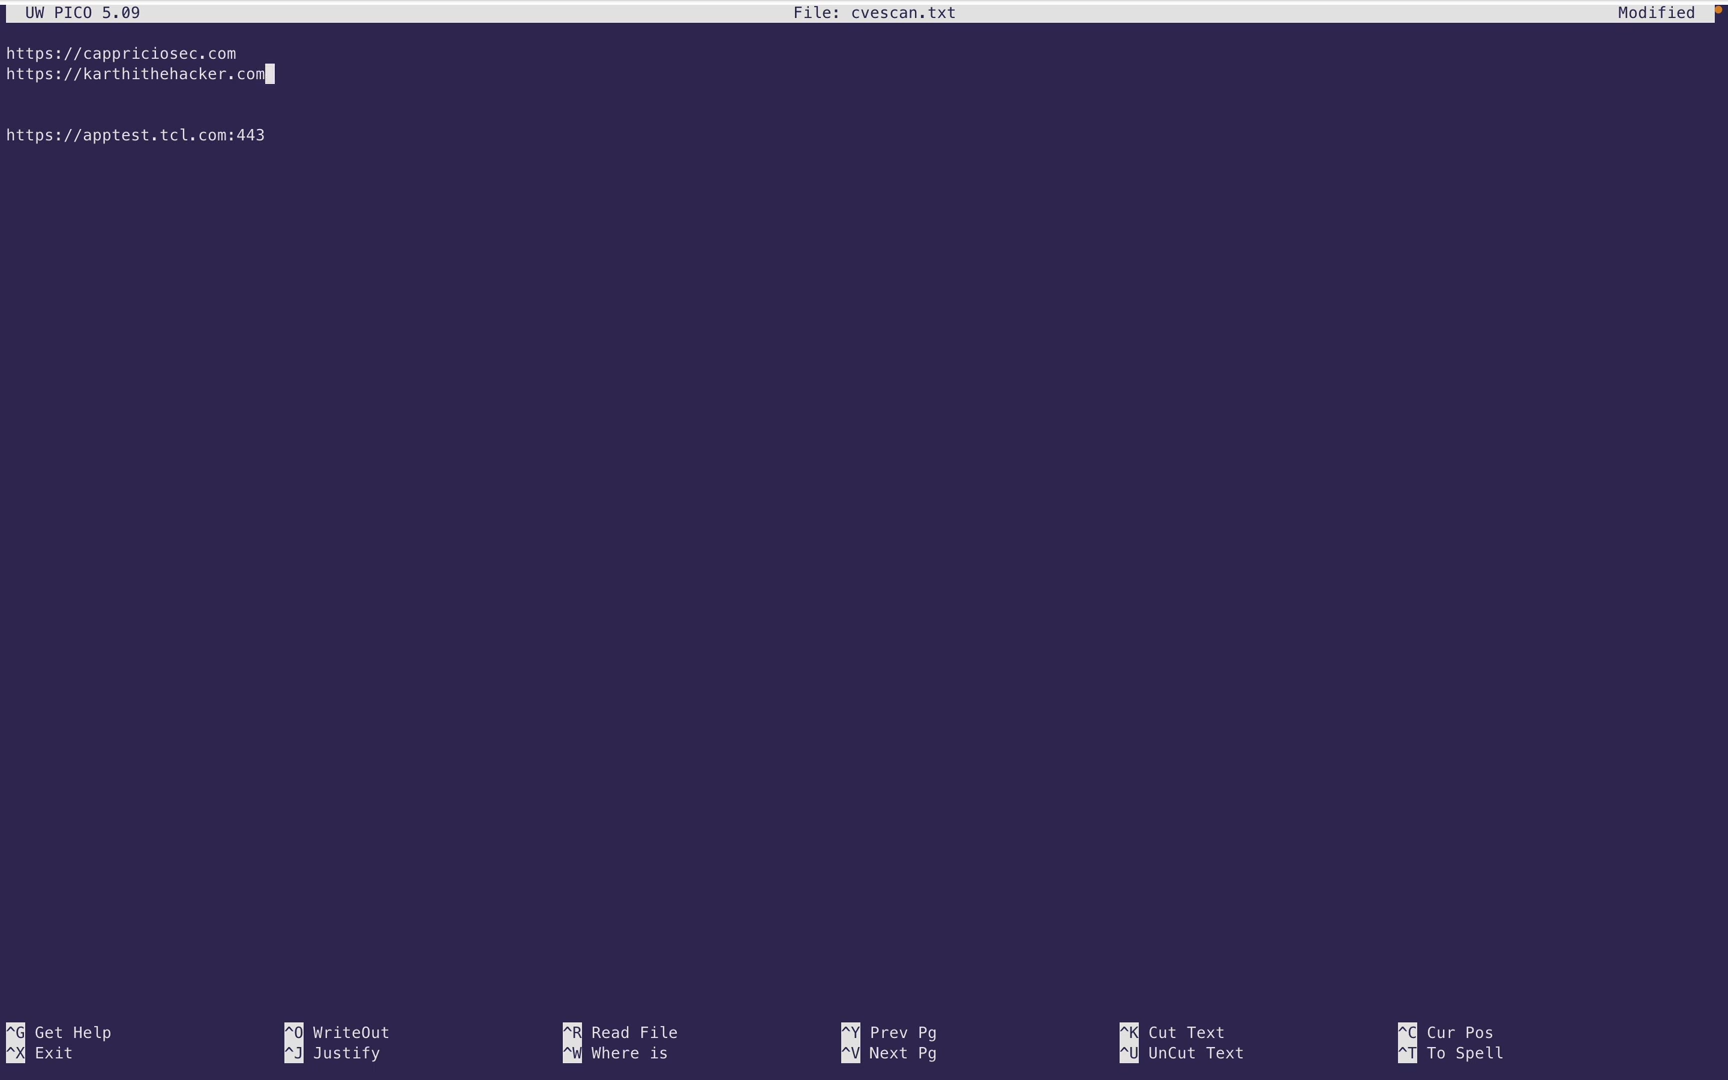 UW PICO 5.09 File: cvescan.txt Modified
https://cappriciosec.com
https://karthithehacker.com
https://apptest.tcl.com:443
^G Get Help ^O WriteOut ^R Read File ^Y Prev Pg ^K Cut Text ^C Cur Pos
^X Exit ^J Justify ^W Where is ^V Next Pg ^U UnCut Text ^T To Spell